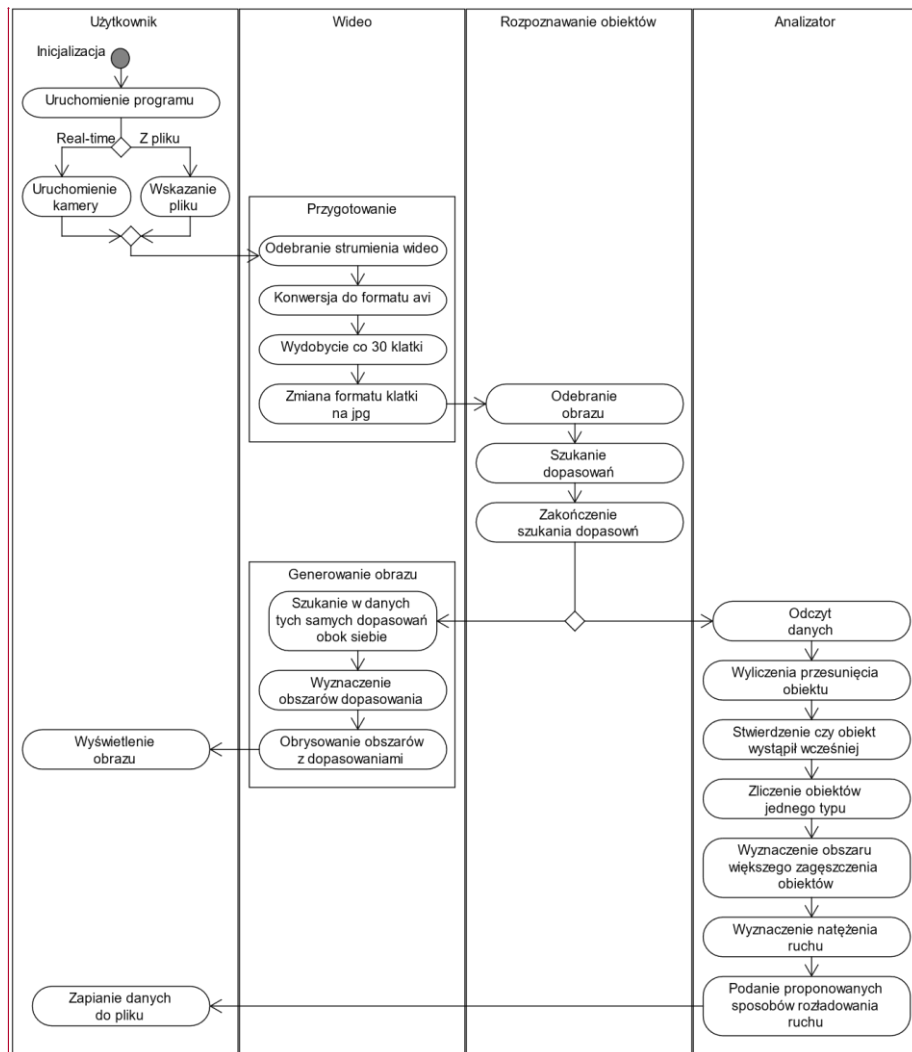 Użytkownik
Wideo
Rozpoznawanie obiektów
Analizator
Inicjalizacja
Uruchomienie programu
Real-time
Z pliku
Uruchomienie
kamery
Wskazanie
pliku
Przygotowanie
Odebranie strumienia wideo
Konwersja do formatu avi
Wydobycie co 30 klatki
Zmiana formatu klatki
na jpg
Odebranie
obrazu
Szukanie
dopasowań
Zakończenie
szukania dopasowń
Generowanie obrazu
Szukanie w danych
tych samych dopasowań
obok siebie
Wyznaczenie
obszarów dopasowania
Obrysowanie obszarów
z dopasowaniami
Wyświetlenie
obrazu
Odczyt
danych
Wyliczenia przesunięcia
obiektu
Stwierdzenie czy obiekt
wystąpił wcześniej
Zliczenie obiektów
jednego typu
Wyznaczenie obszaru
większego zagęszczenia
obiektów
Wyznaczenie natężenia
ruchu
Podanie proponowanych
sposobów rozładowania
ruchu
Zapianie danych
do pliku